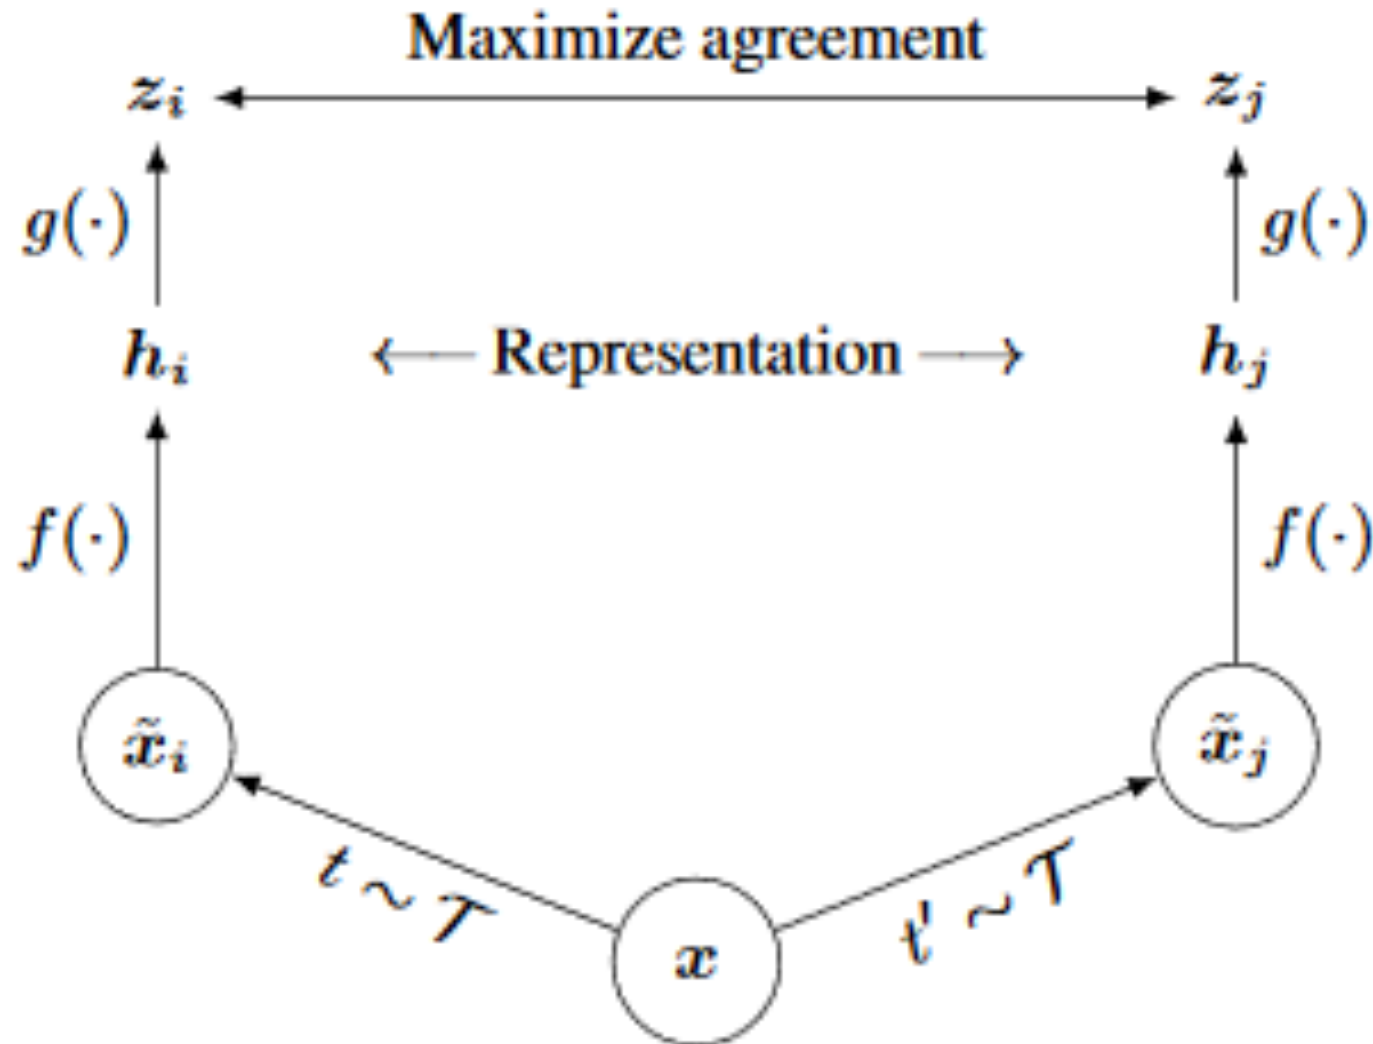 Maximize agreement
z_i z_j
g(·) g(·)
h_i ← Representation → h_j
f(·) f(·)
x̃_i x̃_j
t ~ 𝒯 t′ ~ 𝒯
x